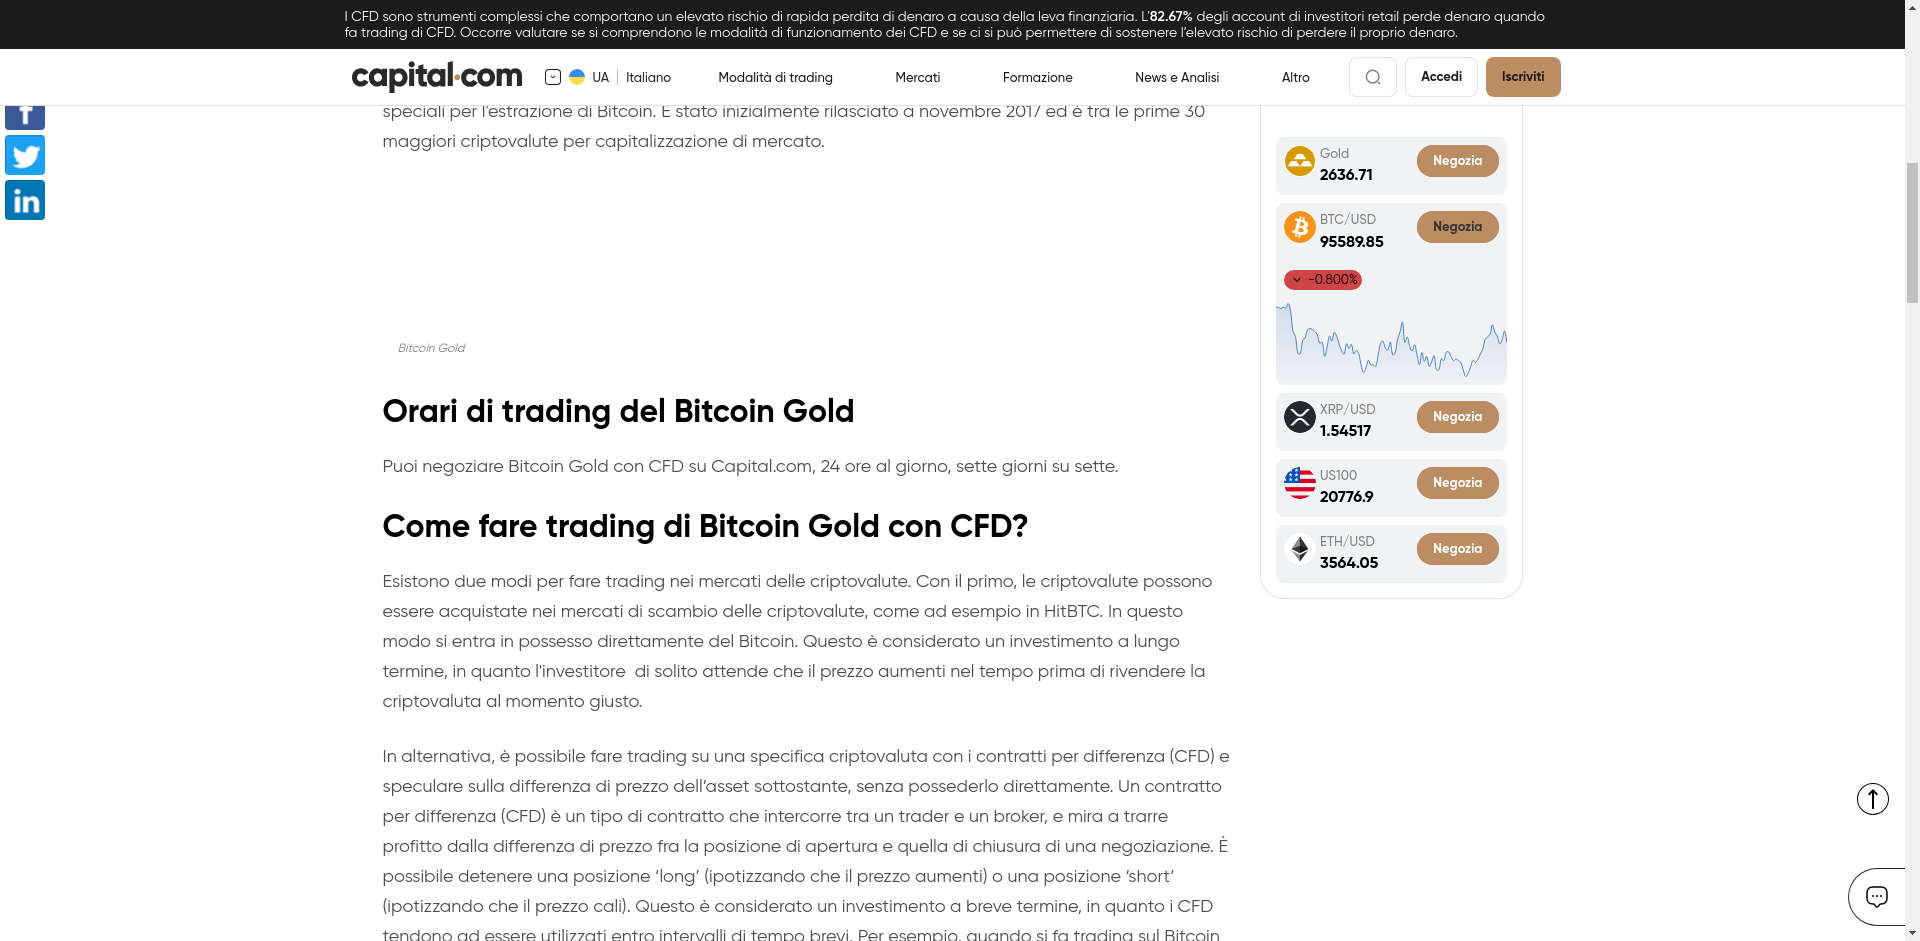 I CFD sono strumenti complessi che comportano un elevato rischio di rapida perdita di denaro a causa della leva finanziaria. L'82.67% degli account di investitori retail perde denaro quando
fa trading di CFD. Occorre valutare se si comprendono le modalità di funzionamento dei CFD e se ci si può permettere di sostenere l'elevato rischio di perdere il proprio denaro.
capital.com
UA
Italiano
Modalità di trading
Mercati
Formazione
News e Analisi
Altro
Accedi
Iscriviti
speciali per l'estrazione di Bitcoin. È stato inizialmente rilasciato a novembre 2017 ed è tra le prime 30
maggiori criptovalute per capitalizzazione di mercato.
Bitcoin Gold
Orari di trading del Bitcoin Gold
Puoi negoziare Bitcoin Gold con CFD su Capital.com, 24 ore al giorno, sette giorni su sette.
Come fare trading di Bitcoin Gold con CFD?
Esistono due modi per fare trading nei mercati delle criptovalute. Con il primo, le criptovalute possono
essere acquistate nei mercati di scambio delle criptovalute, come ad esempio in HitBTC. In questo
modo si entra in possesso direttamente del Bitcoin. Questo è considerato un investimento a lungo
termine, in quanto l'investitore  di solito attende che il prezzo aumenti nel tempo prima di rivendere la
criptovaluta al momento giusto.
In alternativa, è possibile fare trading su una specifica criptovaluta con i contratti per differenza (CFD) e
speculare sulla differenza di prezzo dell’asset sottostante, senza possederlo direttamente. Un contratto
per differenza (CFD) è un tipo di contratto che intercorre tra un trader e un broker, e mira a trarre
profitto dalla differenza di prezzo fra la posizione di apertura e quella di chiusura di una negoziazione. È
possibile detenere una posizione ‘long’ (ipotizzando che il prezzo aumenti) o una posizione ‘short’
(ipotizzando che il prezzo cali). Questo è considerato un investimento a breve termine, in quanto i CFD
tendono ad essere utilizzati entro intervalli di tempo brevi. Per esempio, quando si fa trading sul Bitcoin
Gold
2636.71
Negozia
BTC/USD
95589.85
Negozia
-0.800%
XRP/USD
1.54517
Negozia
US100
20776.9
Negozia
ETH/USD
3564.05
Negozia